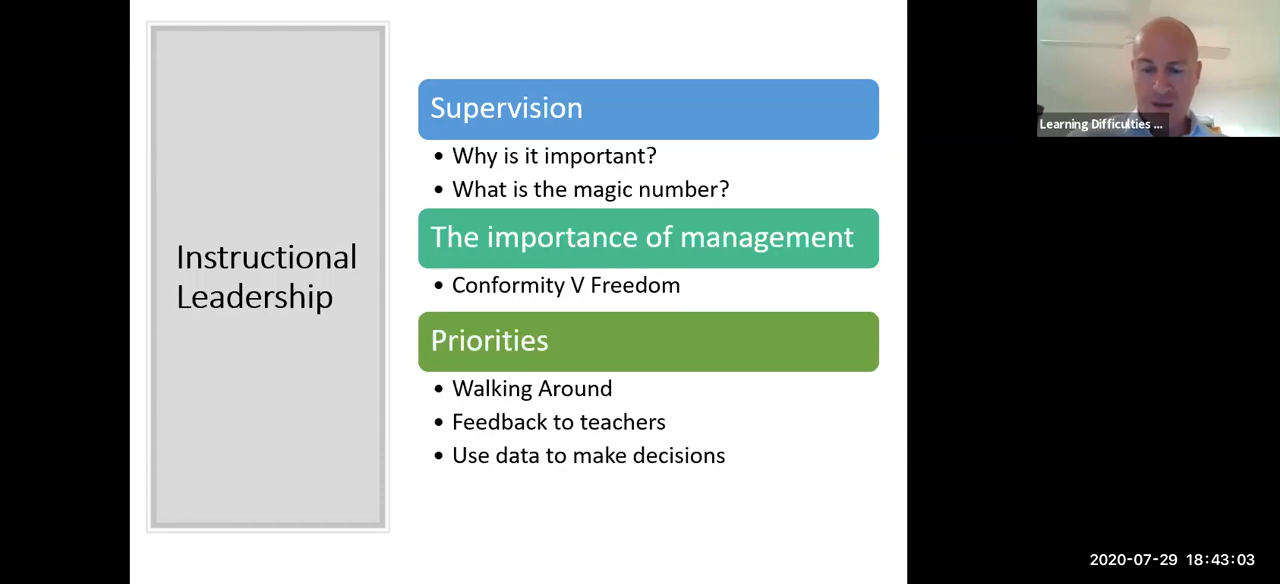 Instructional
Leadership
Supervision
• Why is it important?
• What is the magic number?
The importance of management
• Conformity V Freedom
Priorities
• Walking Around
• Feedback to teachers
• Use data to make decisions
Learning Difficulties ...
2020-07-29 18:43:03